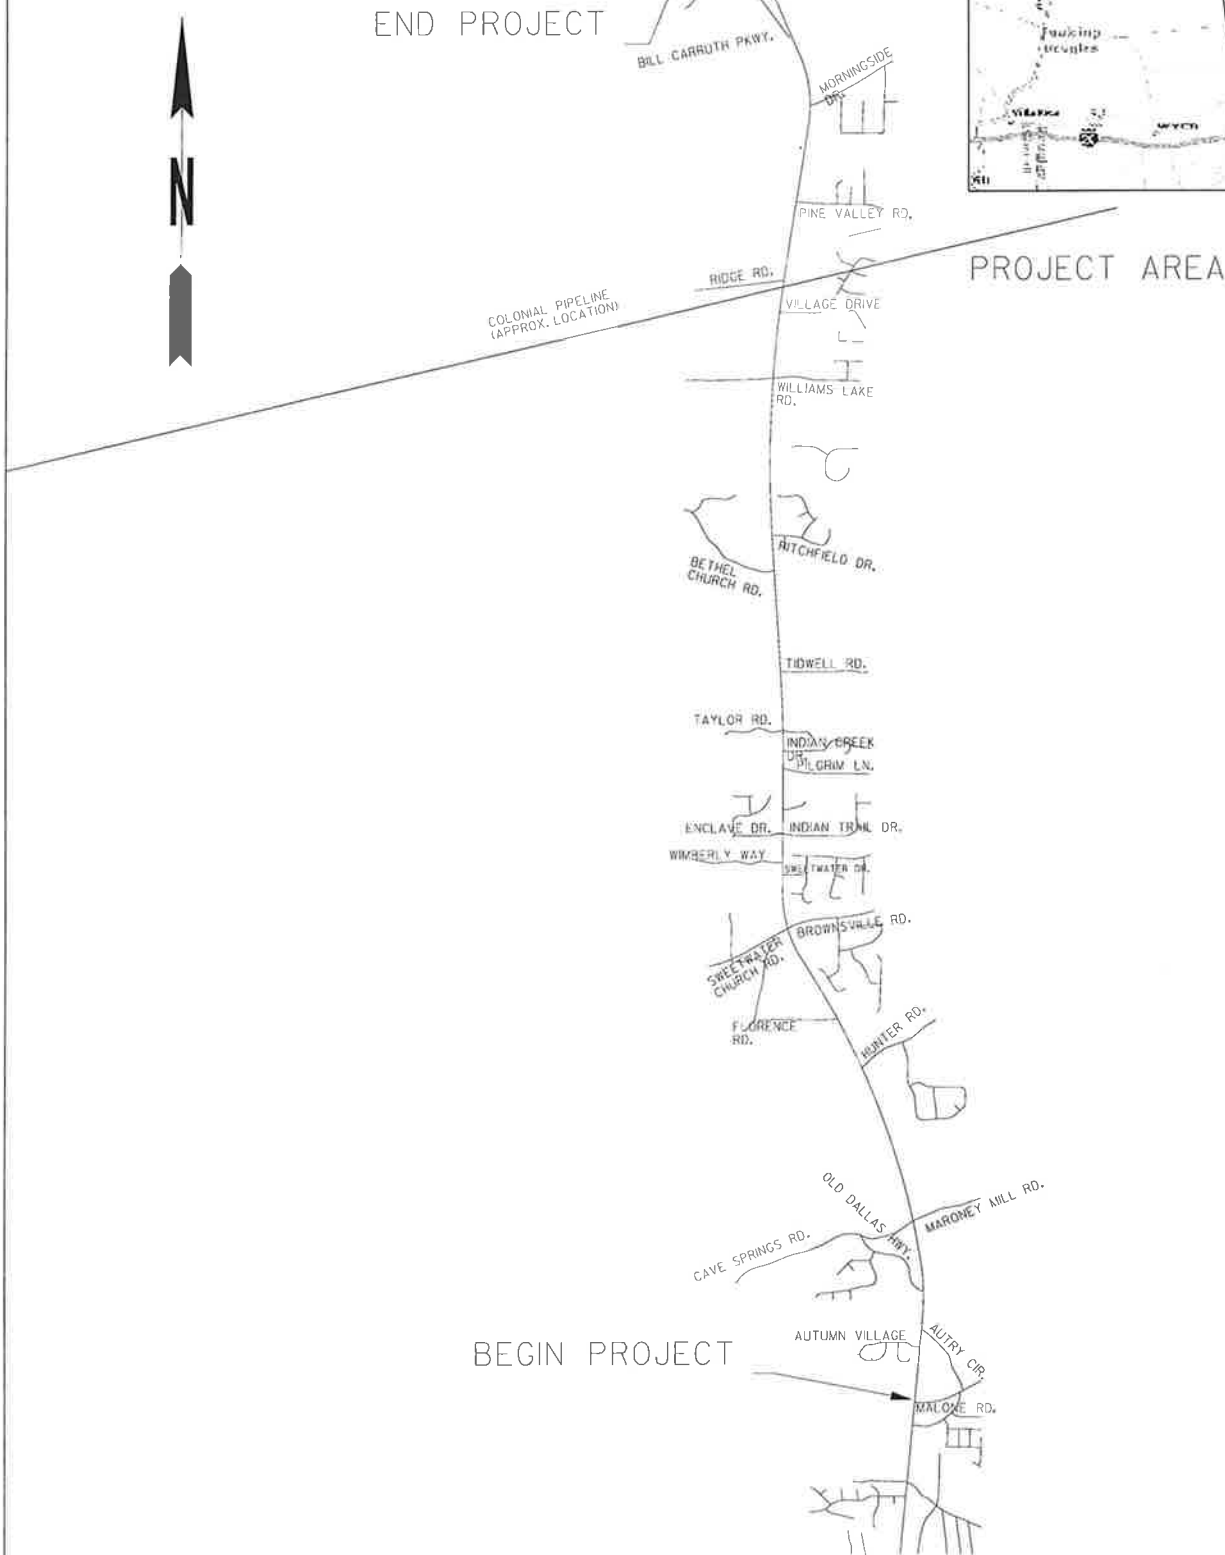 END PROJECT
BILL CARRUTH PKWY.
MORNINGSIDE
DR.
N
PINE VALLEY RD.
PROJECT AREA
RIDGE RD.
COLONIAL PIPELINE
(APPROX. LOCATION)
VILLAGE DRIVE
WILLIAMS LAKE
RD.
RITCHFIELD DR.
BETHEL
CHURCH RD.
TIDWELL RD.
TAYLOR RD.
INDIAN CREEK
DR.
PILGRIM LN.
ENCLAVE DR.
INDIAN TRAIL DR.
WIMBERLY WAY
SWEETWATER DR.
BROWNSVILLE RD.
SWEETWATER
CHURCH RD.
FLORENCE
RD.
HUNTER RD.
OLD DALLAS HWY.
MARONEY MILL RD.
CAVE SPRINGS RD.
BEGIN PROJECT
AUTUMN VILLAGE
AUTRY CIR.
MALONE RD.